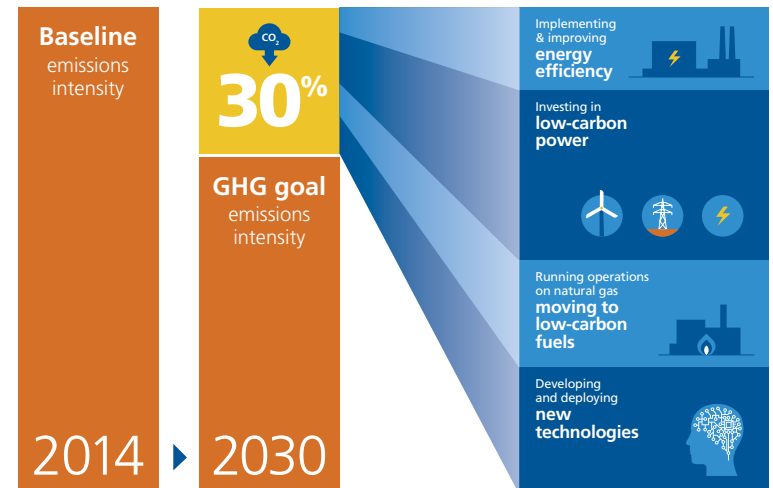 Baseline
emissions
intensity
2014
CO₂
30%
GHG goal
emissions
intensity
2030
Implementing
& improving
energy
efficiency
Investing in
low-carbon
power
Running operations
on natural gas
moving to
low-carbon
fuels
Developing
and deploying
new
technologies